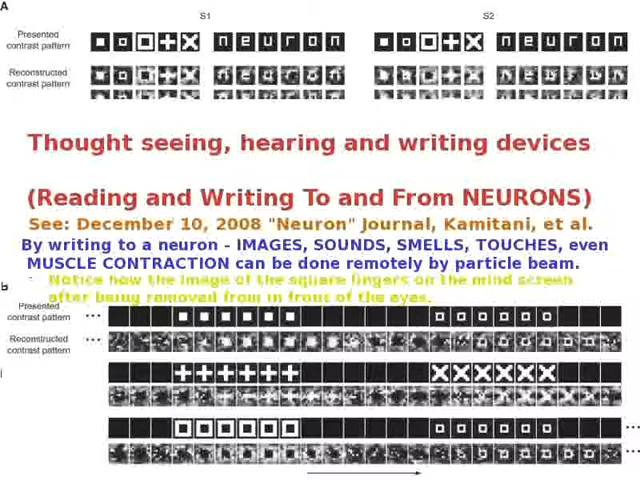 A
S1
S2
Presented
contrast pattern
n e u r o n
n e u r o n
Reconstructed
contrast pattern
n e u r o n
Thought seeing, hearing and writing devices
(Reading and Writing To and From NEURONS)
See: December 10, 2008 "Neuron" Journal, Kamitani, et al.
By writing to a neuron - IMAGES, SOUNDS, SMELLS, TOUCHES, even
MUSCLE CONTRACTION can be done remotely by particle beam.
Notice how the image of the square lingers on the mind screen
after being removed from in front of the eyes.
Presented
contrast pattern
...
Reconstructed
contrast pattern
...
...
...